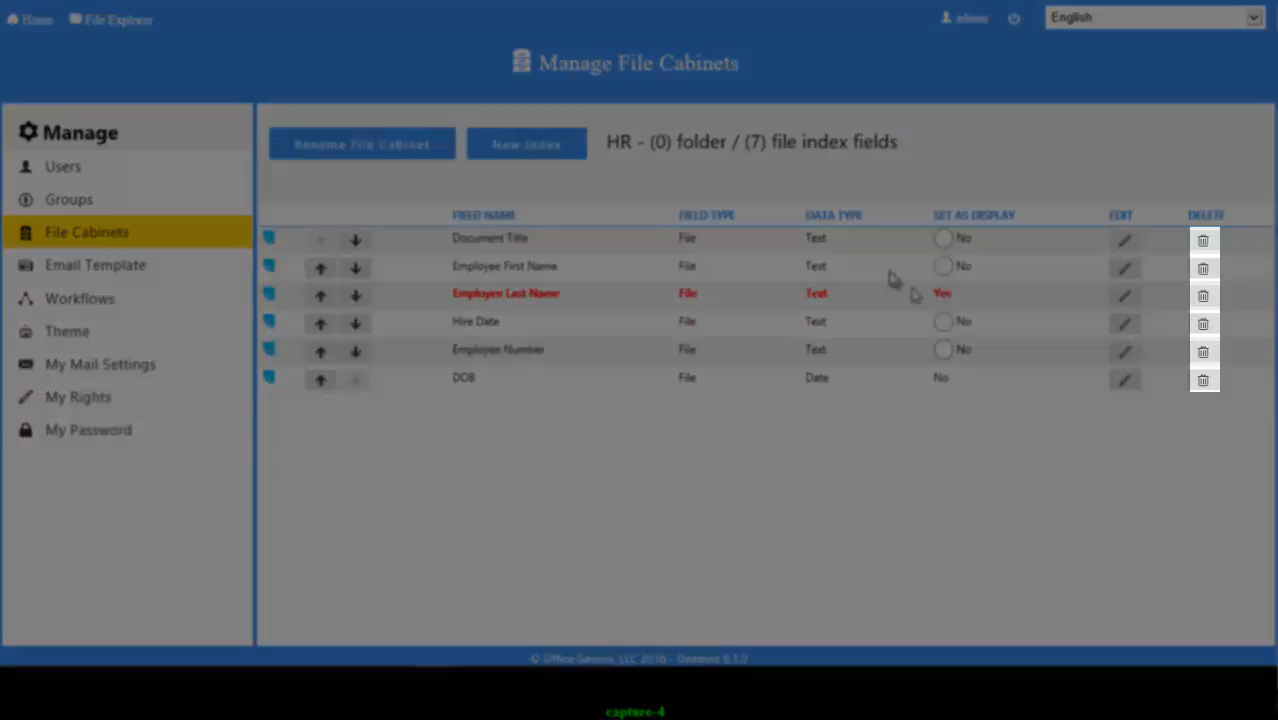 Home File Explorer admin English
Manage File Cabinets
Manage
Users
Groups
File Cabinets
Email Template
Workflows
Theme
My Mail Settings
My Rights
My Password
Rename File Cabinet New Index HR - (0) folder / (7) file index fields
FIELD NAME FIELD TYPE DATA TYPE SET AS DISPLAY EDIT DELETE
Document Title File Text No
Employee First Name File Text No
Employee Last Name File Text Yes
Hire Date File Text No
Employee Number File Text No
DOB File Date No
© Office Gemini, LLC 2016 - Dokmee 6.1.0
capture-4